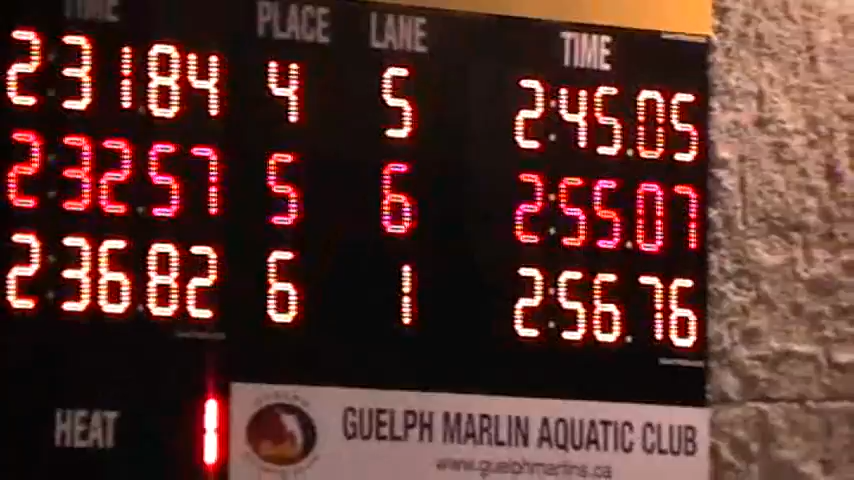 TIME PLACE LANE TIME
2:31.84 4 5 2:45.05
2:32.57 5 6 2:55.07
2:36.82 6 1 2:56.76
HEAT 1
GUELPH MARLIN AQUATIC CLUB
www.guelphmarlins.ca